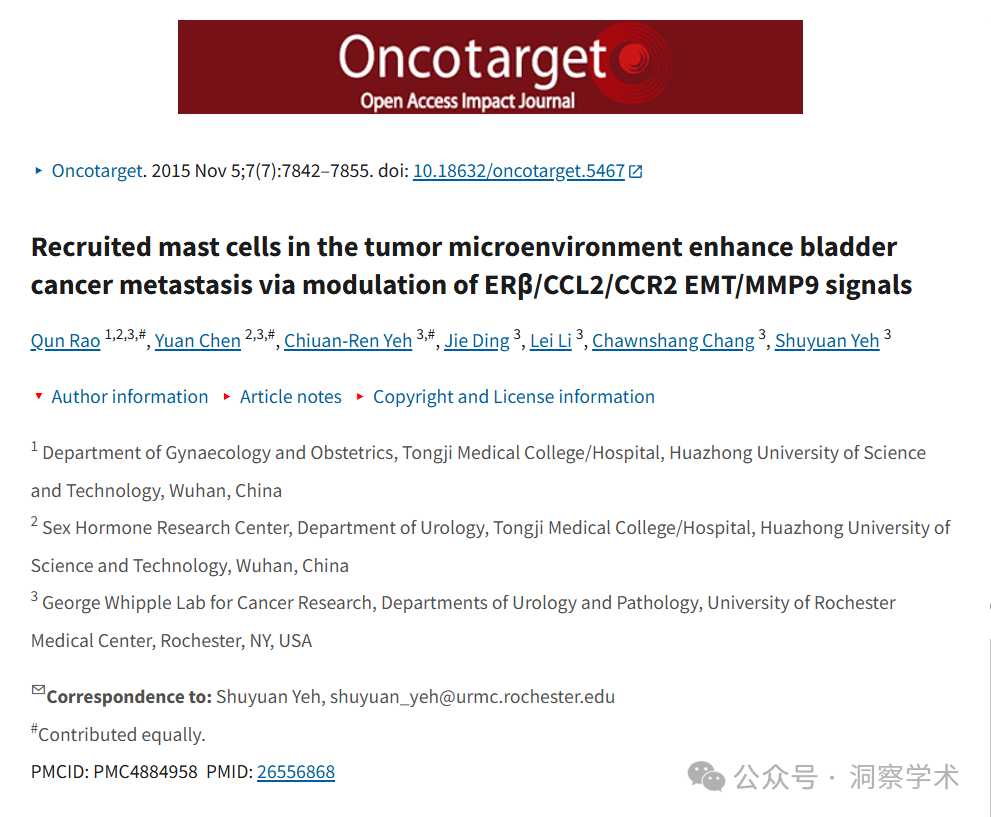 Oncotarget
Open Access Impact Journal
Oncotarget. 2015 Nov 5;7(7):7842–7855. doi: 10.18632/oncotarget.5467
Recruited mast cells in the tumor microenvironment enhance bladder
cancer metastasis via modulation of ERβ/CCL2/CCR2 EMT/MMP9 signals
Qun Rao 1,2,3,#, Yuan Chen 2,3,#, Chiuan-Ren Yeh 3,#, Jie Ding 3, Lei Li 3, Chawnshang Chang 3, Shuyuan Yeh 3
Author information Article notes Copyright and License information
1 Department of Gynaecology and Obstetrics, Tongji Medical College/Hospital, Huazhong University of Science
and Technology, Wuhan, China
2 Sex Hormone Research Center, Department of Urology, Tongji Medical College/Hospital, Huazhong University of
Science and Technology, Wuhan, China
3 George Whipple Lab for Cancer Research, Departments of Urology and Pathology, University of Rochester
Medical Center, Rochester, NY, USA
Correspondence to: Shuyuan Yeh, shuyuan_yeh@urmc.rochester.edu
#Contributed equally.
PMCID: PMC4884958 PMID: 26556868
公众号 · 洞察学术